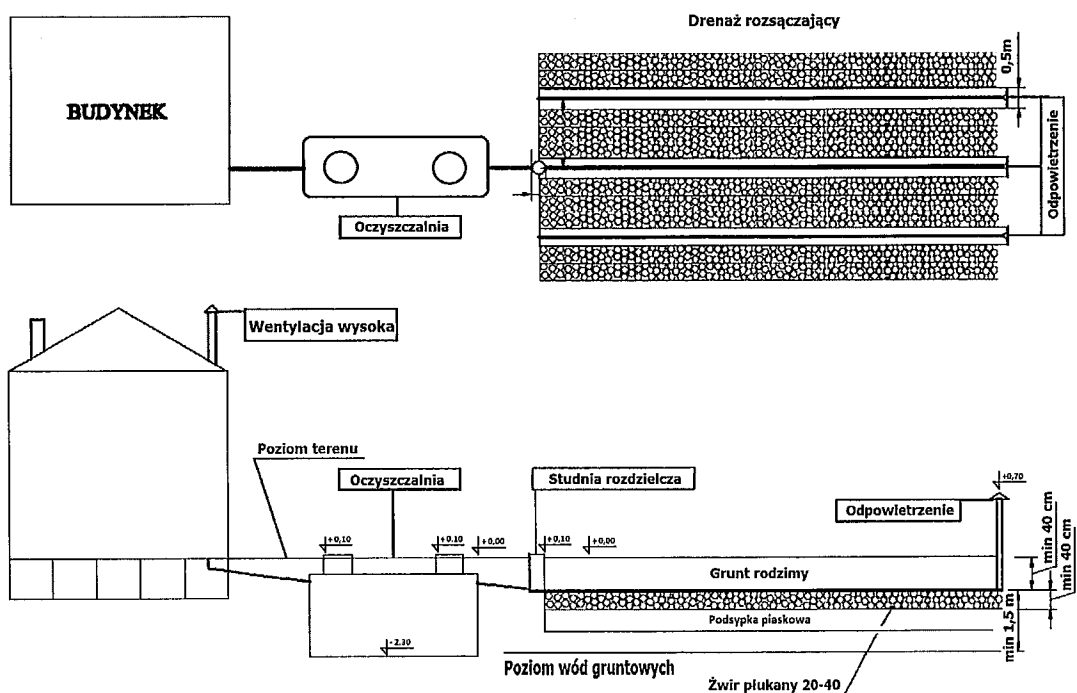 Drenaż rozsączający
0,5m
BUDYNEK
Odpowietrzenie
Oczyszczalnia
Wentylacja wysoka
Poziom terenu
Oczyszczalnia
Studnia rozdzielcza
+0,70
Odpowietrzenie
+0,10
+0,10
+0,00
+0,10
+0,00
min 40 cm
min 40 cm
Grunt rodzimy
Podsypka piaskowa
min 1,5 m
-2.30
Poziom wód gruntowych
Żwir płukany 20-40